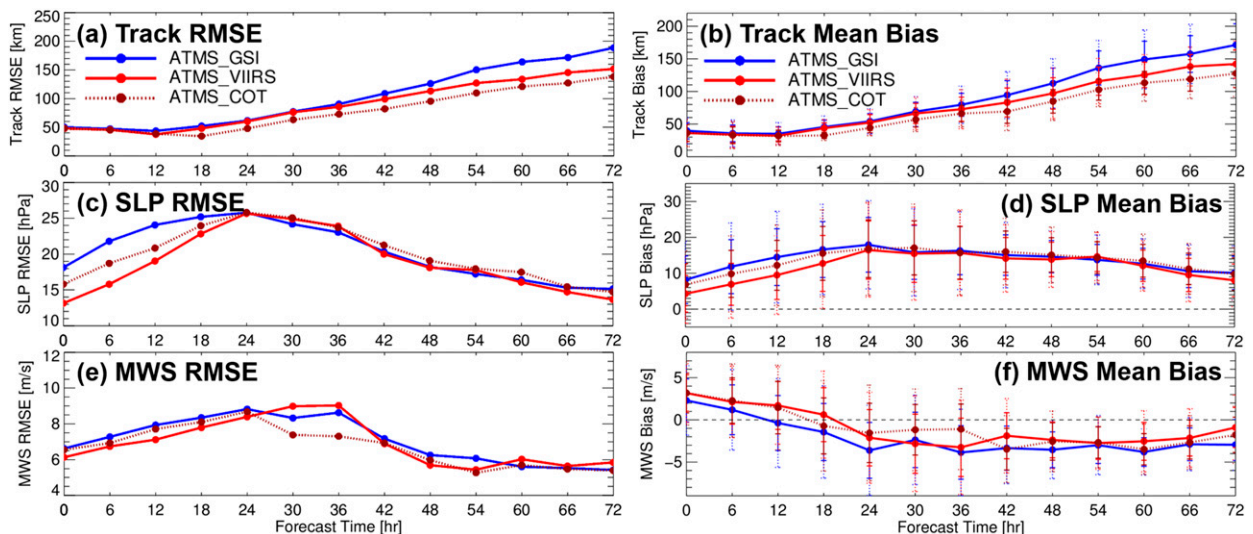 (a) Track RMSE
ATMS_GSI
ATMS_VIIRS
ATMS_COT
Track RMSE [km]
250
200
150
100
50
0
0 6 12 18 24 30 36 42 48 54 60 66 72
(b) Track Mean Bias
ATMS_GSI
ATMS_VIIRS
ATMS_COT
Track Bias [km]
200
150
100
50
0
0 6 12 18 24 30 36 42 48 54 60 66 72
(c) SLP RMSE
SLP RMSE [hPa]
30
25
20
15
10
0 6 12 18 24 30 36 42 48 54 60 66 72
(d) SLP Mean Bias
SLP Bias [hPa]
30
20
10
0
0 6 12 18 24 30 36 42 48 54 60 66 72
(e) MWS RMSE
MWS RMSE [m/s]
12
10
8
6
4
0 6 12 18 24 30 36 42 48 54 60 66 72
Forecast Time [hr]
(f) MWS Mean Bias
MWS Bias [m/s]
5
0
−5
0 6 12 18 24 30 36 42 48 54 60 66 72
Forecast Time [hr]